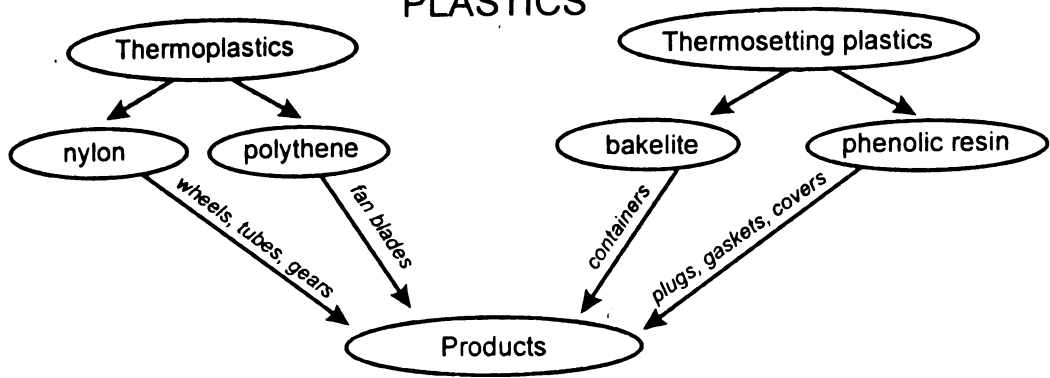 PLASTICS
Thermoplastics
Thermosetting plastics
nylon
polythene
bakelite
phenolic resin
wheels, tubes, gears
fan blades
containers
plugs, gaskets, covers
Products